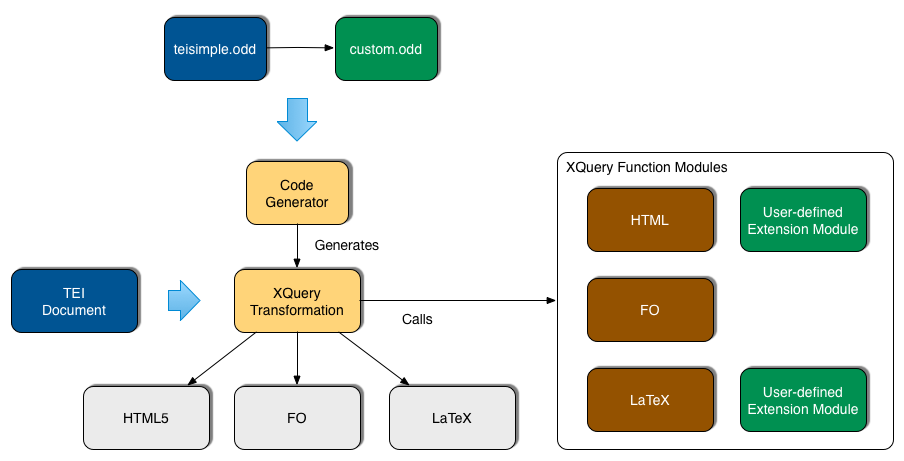 teisimple.odd
custom.odd
Code
Generator
Generates
TEI
Document
XQuery
Transformation
Calls
HTML5
FO
LaTeX
XQuery Function Modules
HTML
User-defined
Extension Module
FO
LaTeX
User-defined
Extension Module